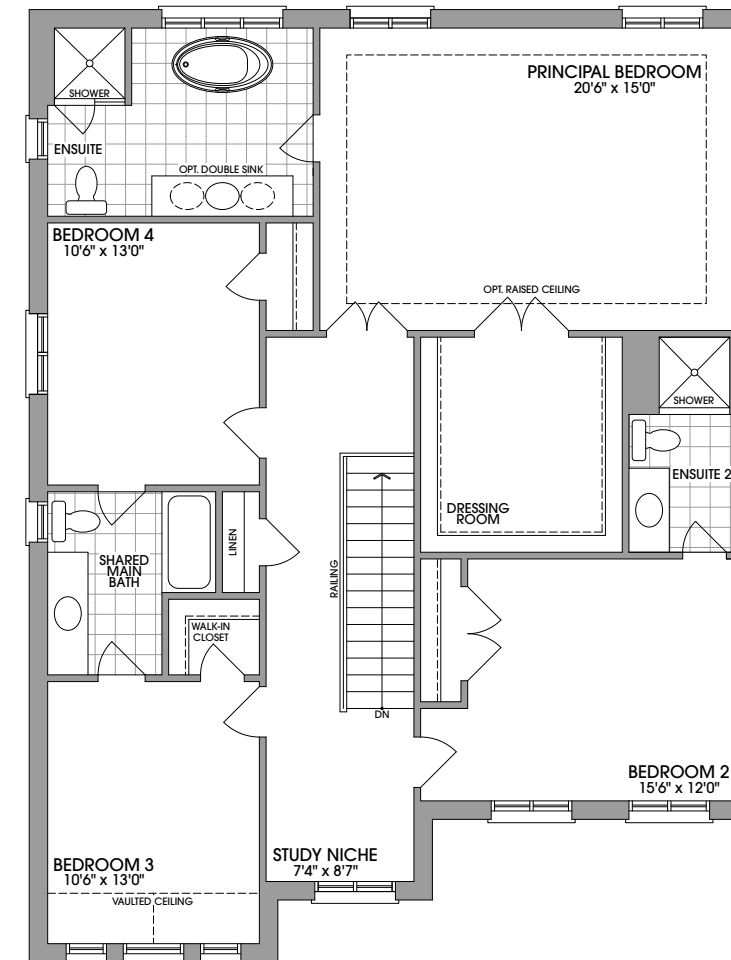 PRINCIPAL BEDROOM
20'6" x 15'0"
SHOWER
ENSUITE
OPT. DOUBLE SINK
BEDROOM 4
10'6" x 13'0"
OPT. RAISED CEILING
SHOWER
ENSUITE 2
DRESSING
ROOM
LINEN
SHARED
MAIN
BATH
RAILING
WALK-IN
CLOSET
DN
BEDROOM 2
15'6" x 12'0"
STUDY NICHE
7'4" x 8'7"
BEDROOM 3
10'6" x 13'0"
VAULTED CEILING